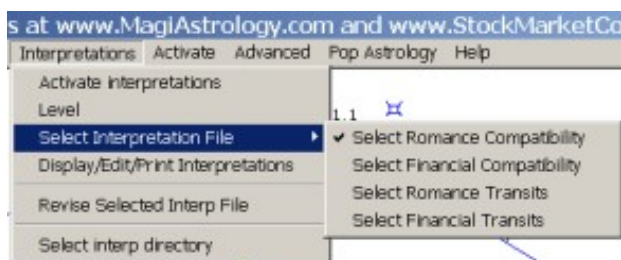 s at www.MagiAstrology.com and www.StockMarketCo
Interpretations Activate Advanced Pop Astrology Help
Activate interpretations
Level
1.1
Select Interpretation File
Select Romance Compatibility
Display/Edit/Print Interpretations
Select Financial Compatibility
Select Romance Transits
Revise Selected Interp File
Select Financial Transits
Select interp directory